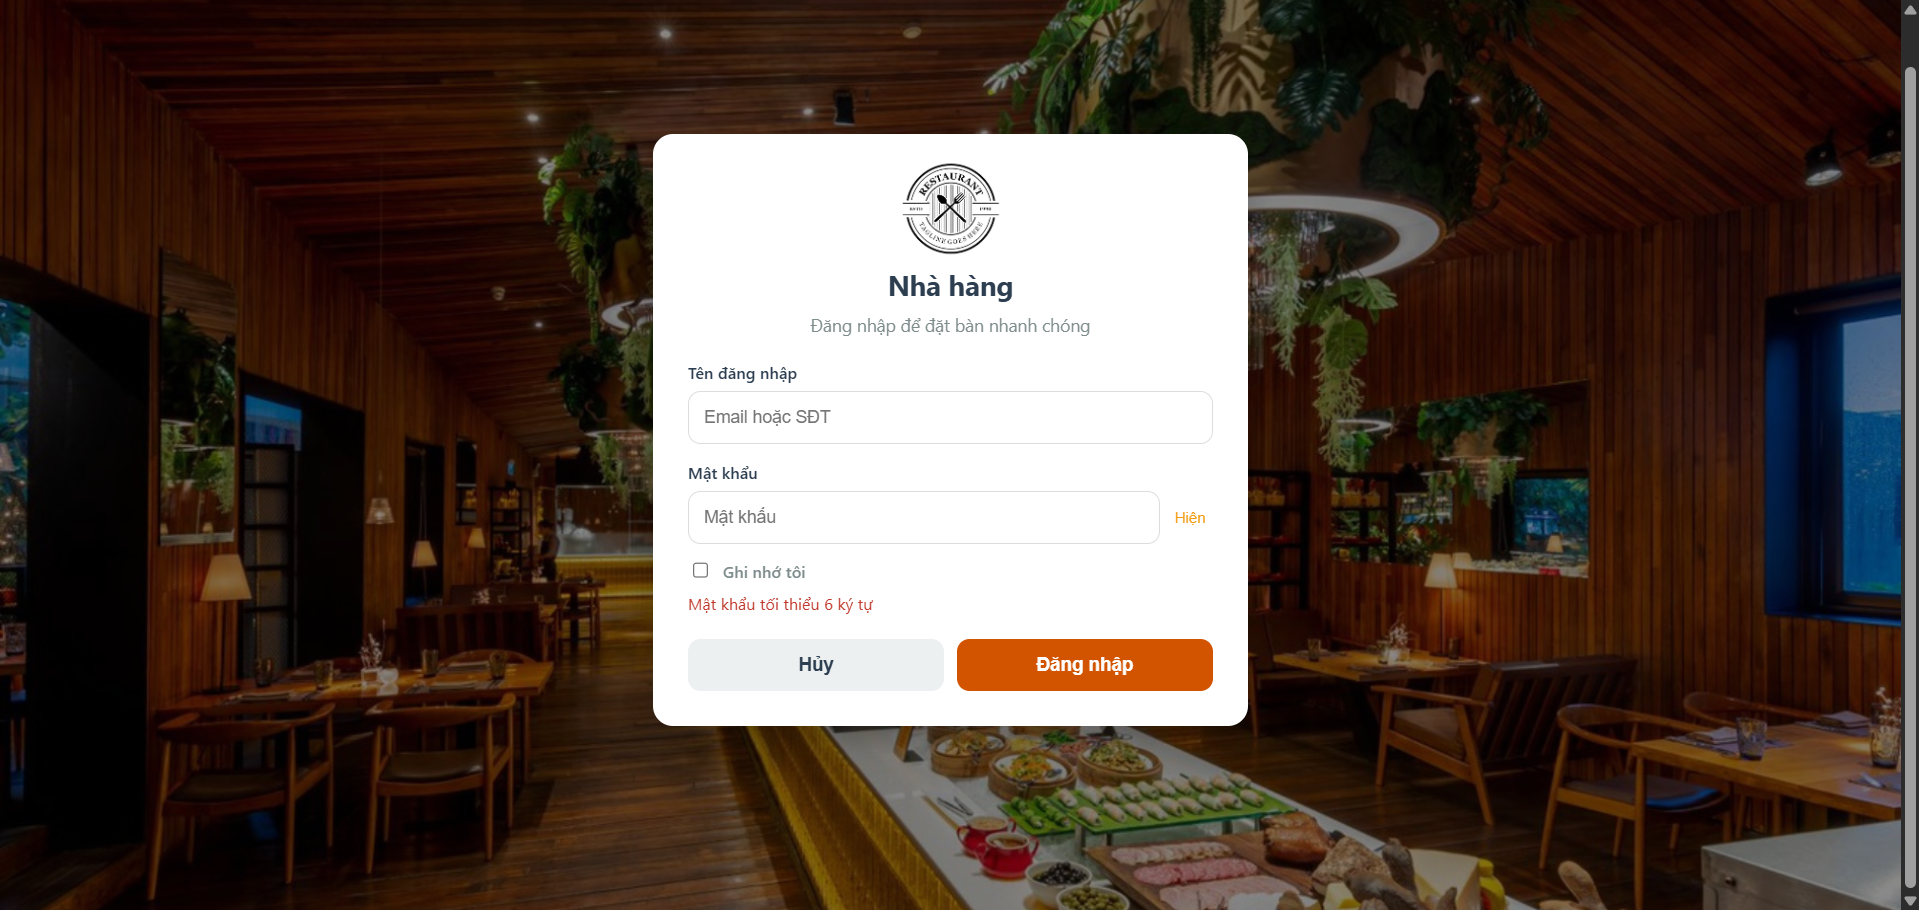 RESTAURANT
ESTD 1990
TAGLINE GOES HERE
Nhà hàng
Đăng nhập để đặt bàn nhanh chóng
Tên đăng nhập
Email hoặc SĐT
Mật khẩu
Mật khẩu Hiện
Ghi nhớ tôi
Mật khẩu tối thiểu 6 ký tự
Hủy Đăng nhập